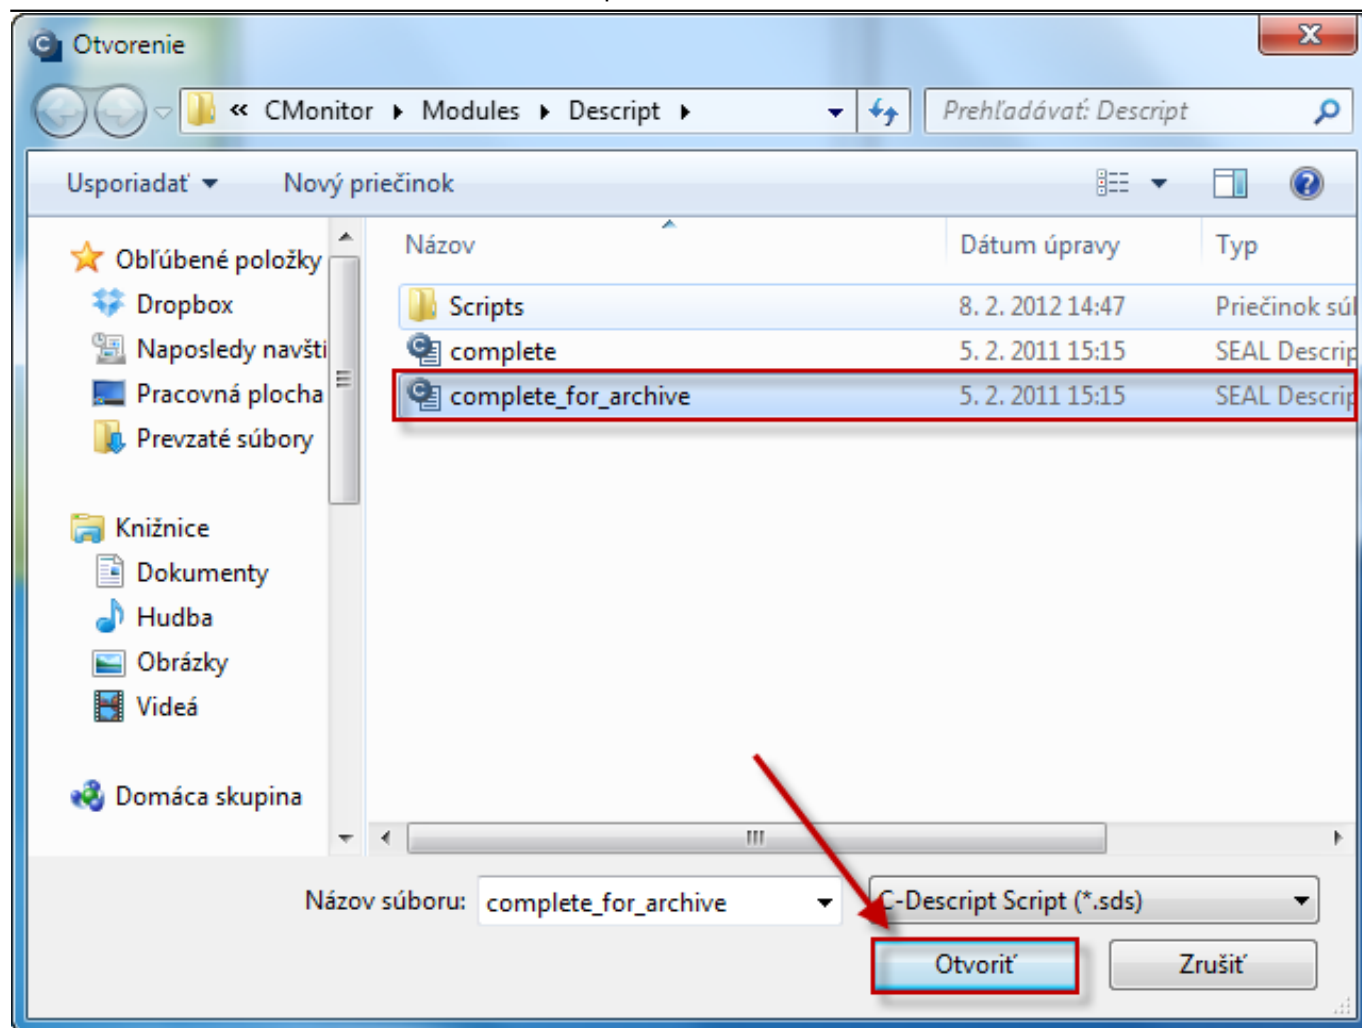 Otvorenie
« CMonitor Modules Descript
Prehľadávať: Descript
Usporiadať Nový priečinok
Názov Dátum úpravy Typ
Obľúbené položky
Dropbox
Naposledy navští
Pracovná plocha
Prevzaté súbory
Scripts 8. 2. 2012 14:47 Priečinok súl
complete 5. 2. 2011 15:15 SEAL Descrip
complete_for_archive 5. 2. 2011 15:15 SEAL Descrip
Knižnice
Dokumenty
Hudba
Obrázky
Videá
Domáca skupina
Názov súboru: complete_for_archive C-Descript Script (*.sds)
Otvoriť Zrušiť